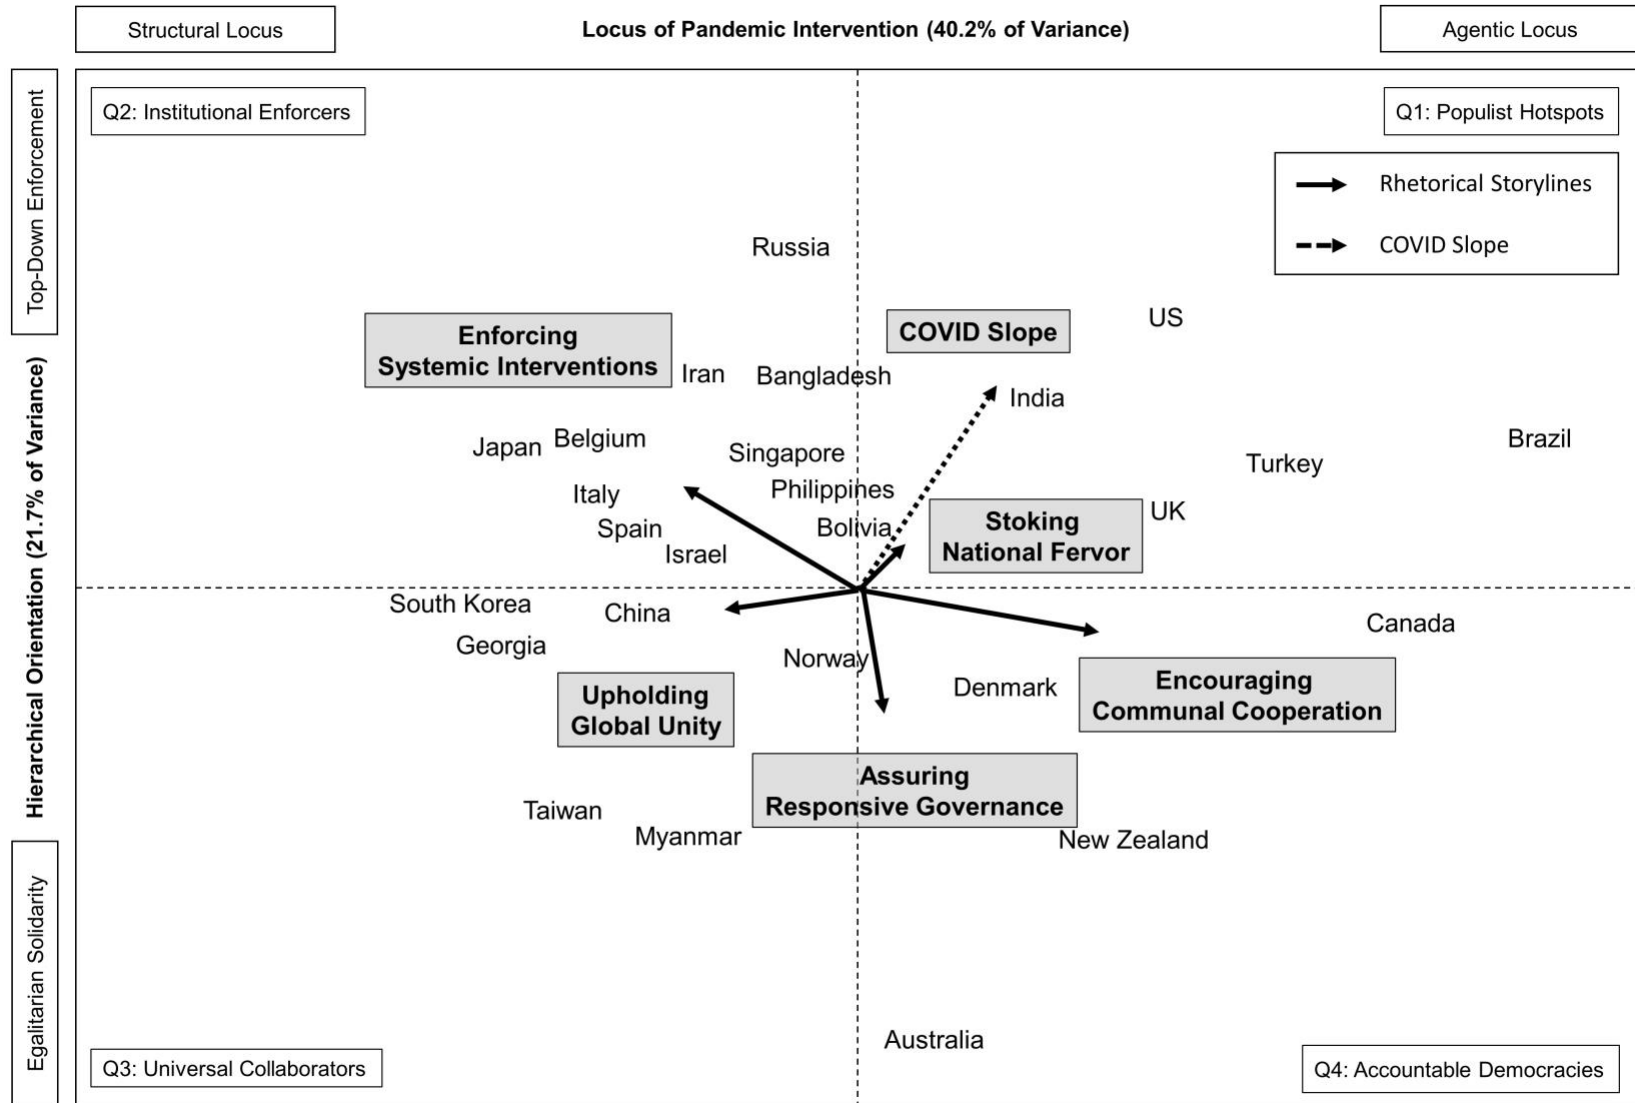 Structural Locus
Locus of Pandemic Intervention (40.2% of Variance)
Agentic Locus
Top-Down Enforcement
Hierarchical Orientation (21.7% of Variance)
Egalitarian Solidarity
Q2: Institutional Enforcers
Q1: Populist Hotspots
Rhetorical Storylines
COVID Slope
Russia
US
COVID Slope
Enforcing
Systemic Interventions
Iran
Bangladesh
India
Japan
Belgium
Singapore
Brazil
Turkey
Italy
Philippines
Spain
Bolivia
Stoking
National Fervor
UK
Israel
South Korea
China
Canada
Georgia
Norway
Denmark
Upholding
Global Unity
Encouraging
Communal Cooperation
Assuring
Responsive Governance
Taiwan
Myanmar
New Zealand
Australia
Q3: Universal Collaborators
Q4: Accountable Democracies